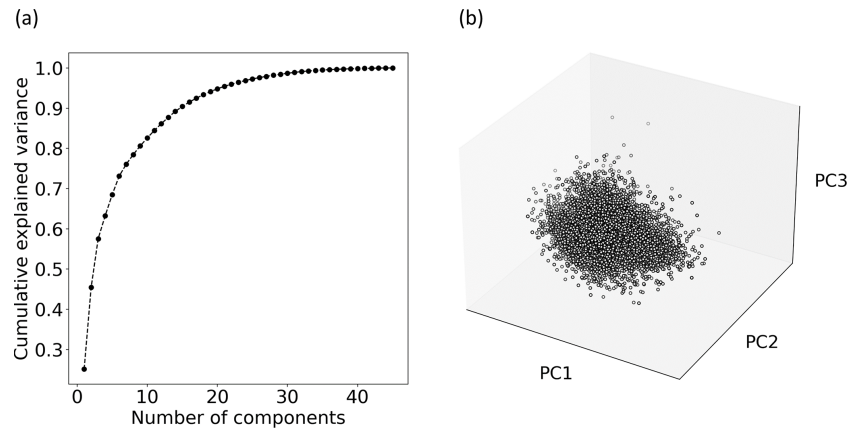 (a)
(b)
1.0
0.9
0.8
0.7
0.6
0.5
0.4
0.3
Cumulative explained variance
0 10 20 30 40
Number of components
PC3
PC2
PC1